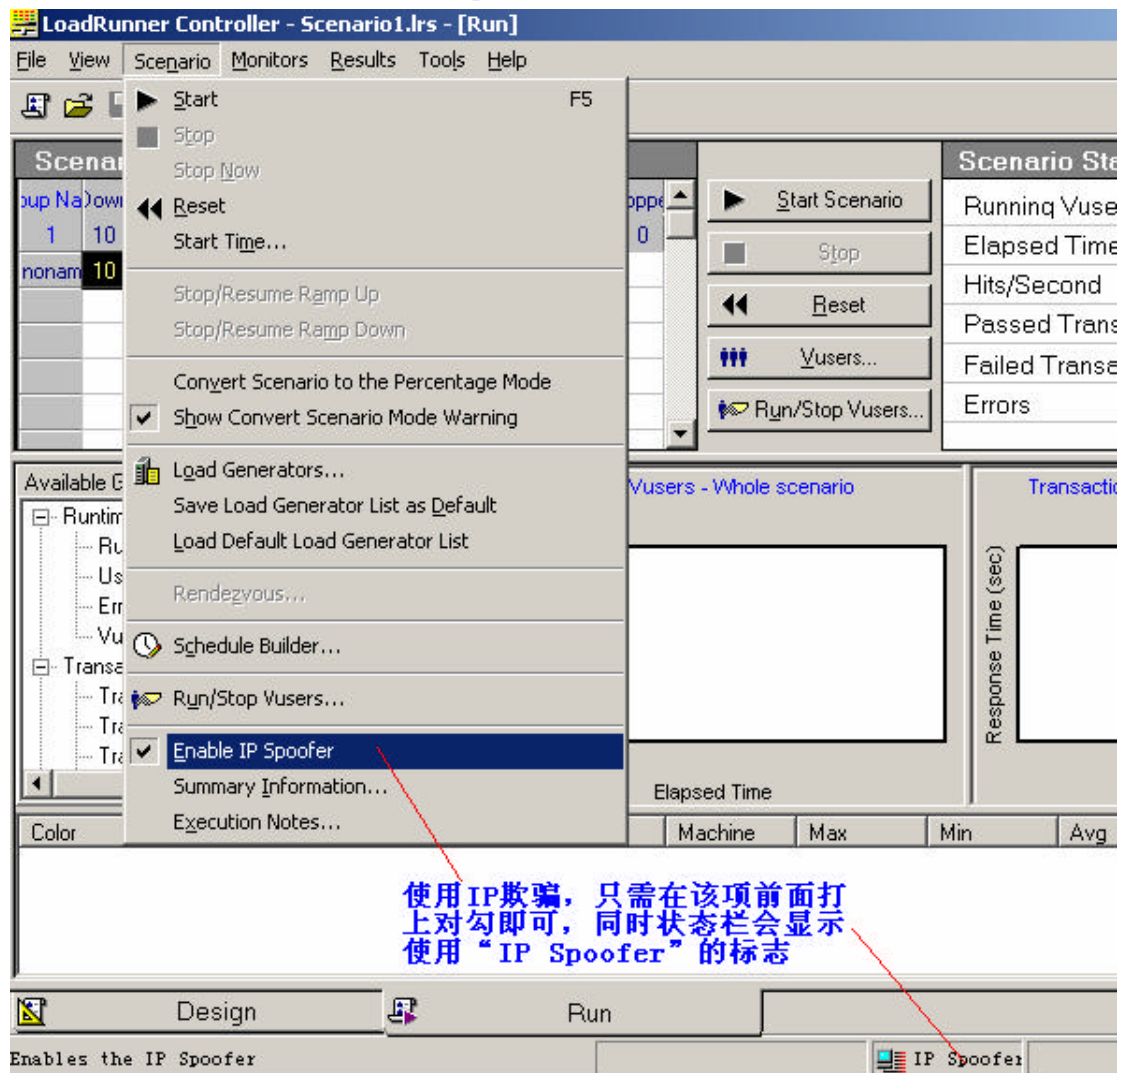 LoadRunner Controller - Scenario1.lrs - [Run]
File View Scenario Monitors Results Tools Help
Start F5
Stop
Stop Now
Reset
Start Time...
Stop/Resume Ramp Up
Stop/Resume Ramp Down
Convert Scenario to the Percentage Mode
Show Convert Scenario Mode Warning
Load Generators...
Save Load Generator List as Default
Load Default Load Generator List
Rendezvous...
Schedule Builder...
Run/Stop Vusers...
Enable IP Spoofer
Summary Information...
Execution Notes...
1 10 0
10
Start Scenario
Stop
Reset
Vusers...
Run/Stop Vusers...
Running
Elapsed Time
Hits/Second
Passed
Failed
Errors
Available
Vusers - Whole scenario
Response Time (sec)
Elapsed Time
Color Machine Max Min Avg
使用IP欺骗，只需在该项前面打
上对勾即可，同时状态栏会显示
使用“IP Spoofer”的标志
Design Run
Enables the IP Spoofer IP Spoofer